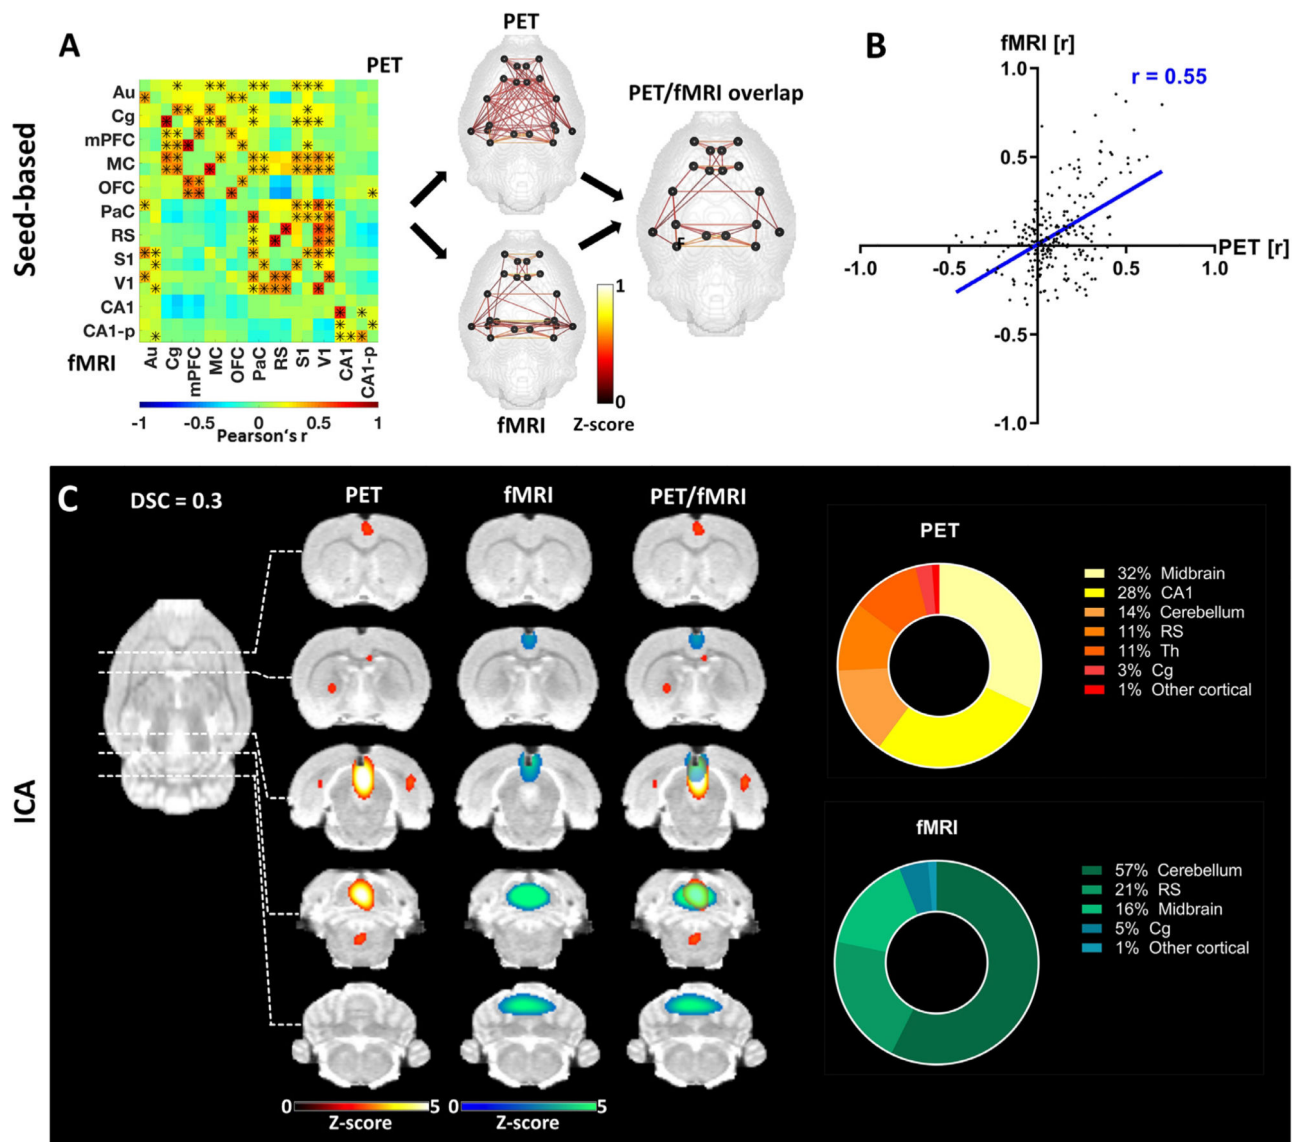 A
PET
Au
Cg
mPFC
MC
OFC
PaC
RS
S1
V1
CA1
CA1-p
fMRI
Au
Cg
mPFC
MC
OFC
PaC
RS
S1
V1
CA1
CA1-p
-1 -0.5 0 0.5 1
Pearson's r
Seed-based
PET
fMRI
PET/fMRI overlap
1
0
Z-score
B
fMRI [r]
r = 0.55
1.0
0.5
PET [r]
-1.0 -0.5 0.5 1.0
-0.5
-1.0
ICA
C
DSC = 0.3
PET fMRI PET/fMRI
0 5 0 5
Z-score Z-score
PET
32% Midbrain
28% CA1
14% Cerebellum
11% RS
11% Th
3% Cg
1% Other cortical
fMRI
57% Cerebellum
21% RS
16% Midbrain
5% Cg
1% Other cortical